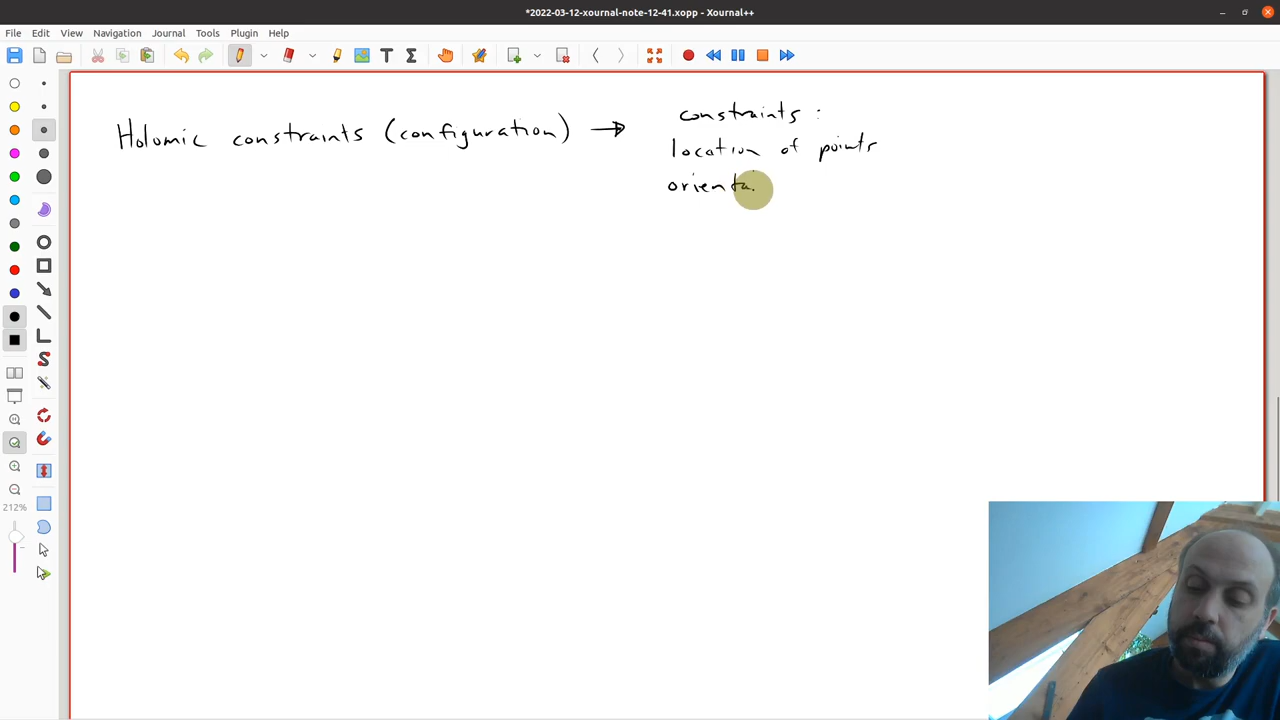 *2022-03-12-xournal-note-12-41.xopp - Xournal++
File Edit View Navigation Journal Tools Plugin Help
Holomic constraints (configuration) →
constraints :
location of points
orienta
212%